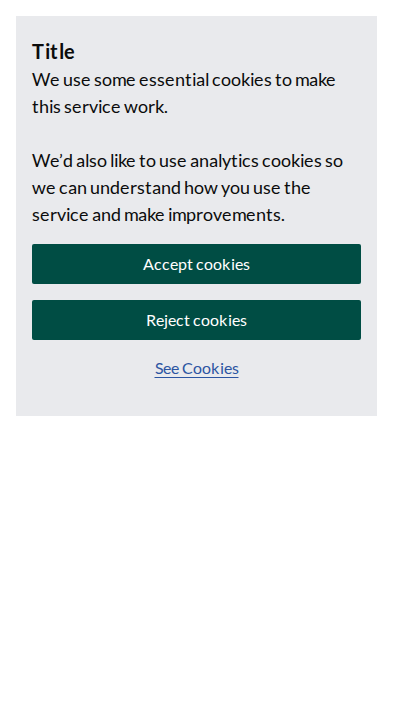 Title
We use some essential cookies to make
this service work.
We’d also like to use analytics cookies so
we can understand how you use the
service and make improvements.
Accept cookies
Reject cookies
See Cookies